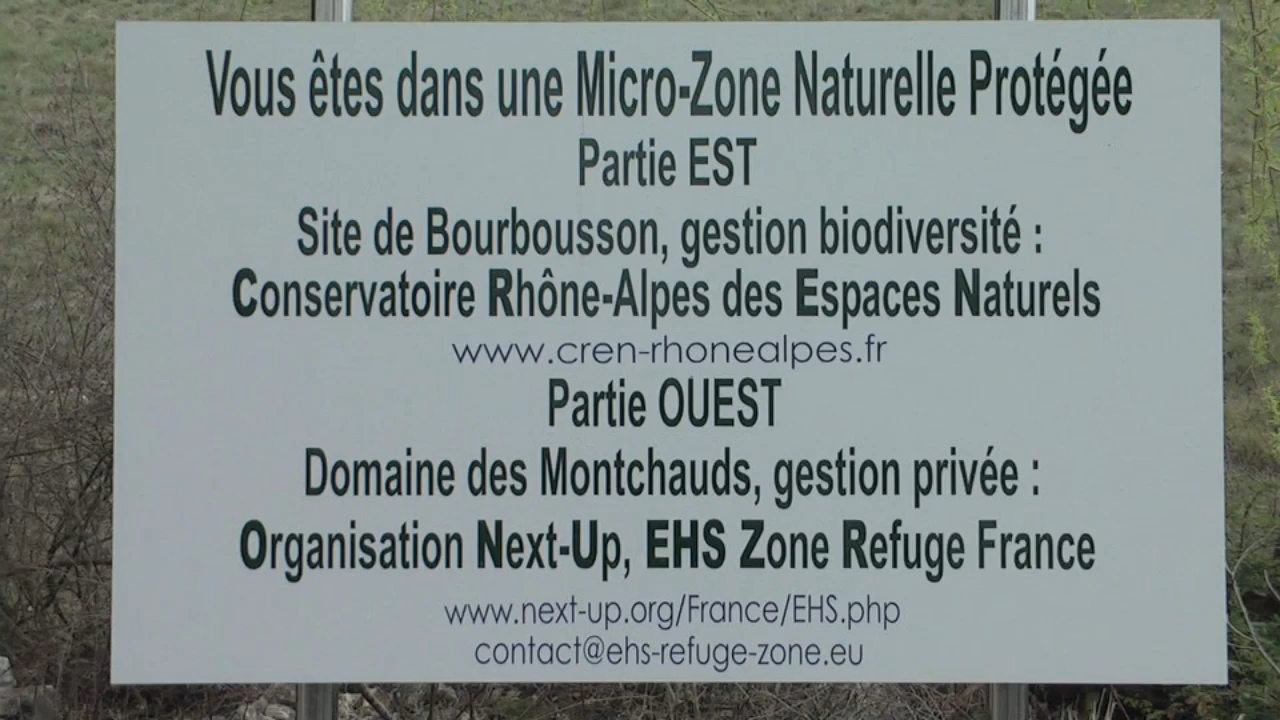 Vous êtes dans une Micro-Zone Naturelle Protégée
Partie EST
Site de Bourbousson, gestion biodiversité :
Conservatoire Rhône-Alpes des Espaces Naturels
www.cren-rhonealpes.fr
Partie OUEST
Domaine des Montchauds, gestion privée :
Organisation Next-Up, EHS Zone Refuge France
www.next-up.org/France/EHS.php
contact@ehs-refuge-zone.eu